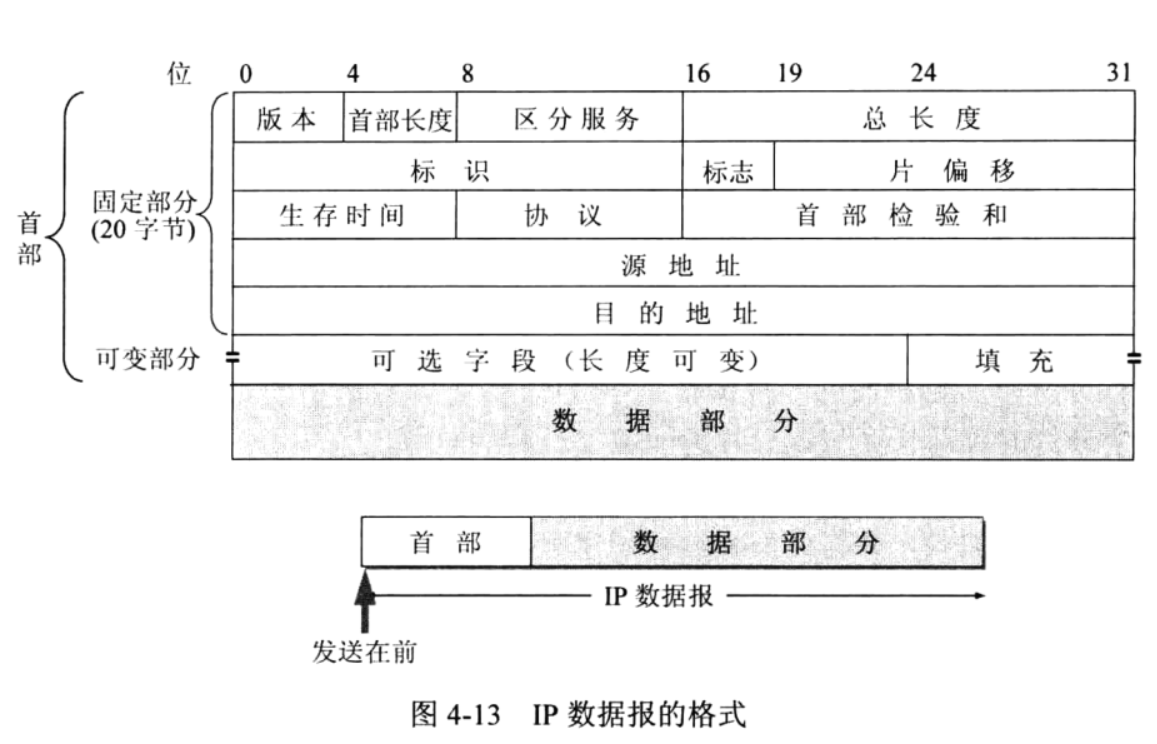 位 0 4 8 16 19 24 31
版本 首部长度 区分服务 总长度
标识 标志 片偏移
生存时间 协议 首部检验和
源地址
目的地址
可选字段（长度可变） 填充
数据部分
首部
固定部分
(20 字节)
可变部分
首部 数据部分
IP 数据报
发送在前
图 4-13 IP 数据报的格式